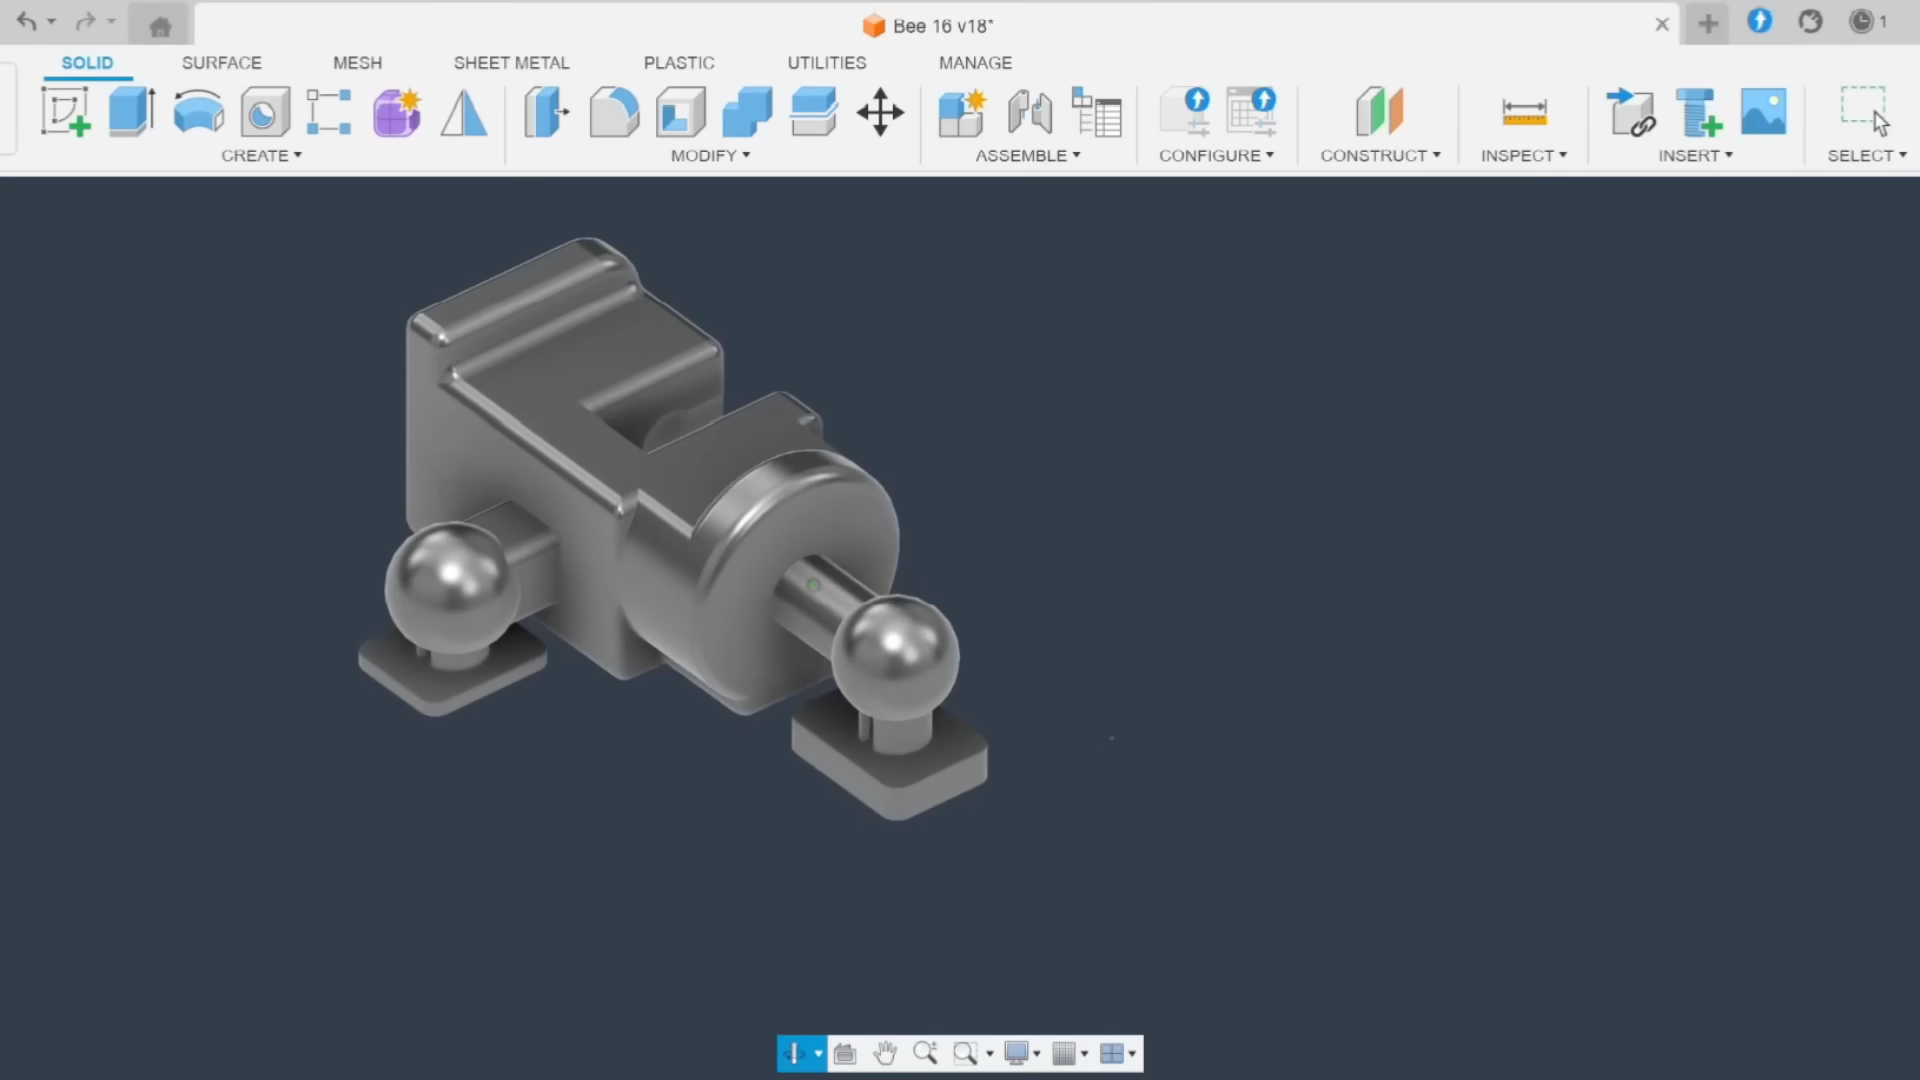 Bee 16 v18*
1
SOLID SURFACE MESH SHEET METAL PLASTIC UTILITIES MANAGE
CREATE MODIFY ASSEMBLE CONFIGURE CONSTRUCT INSPECT INSERT SELECT